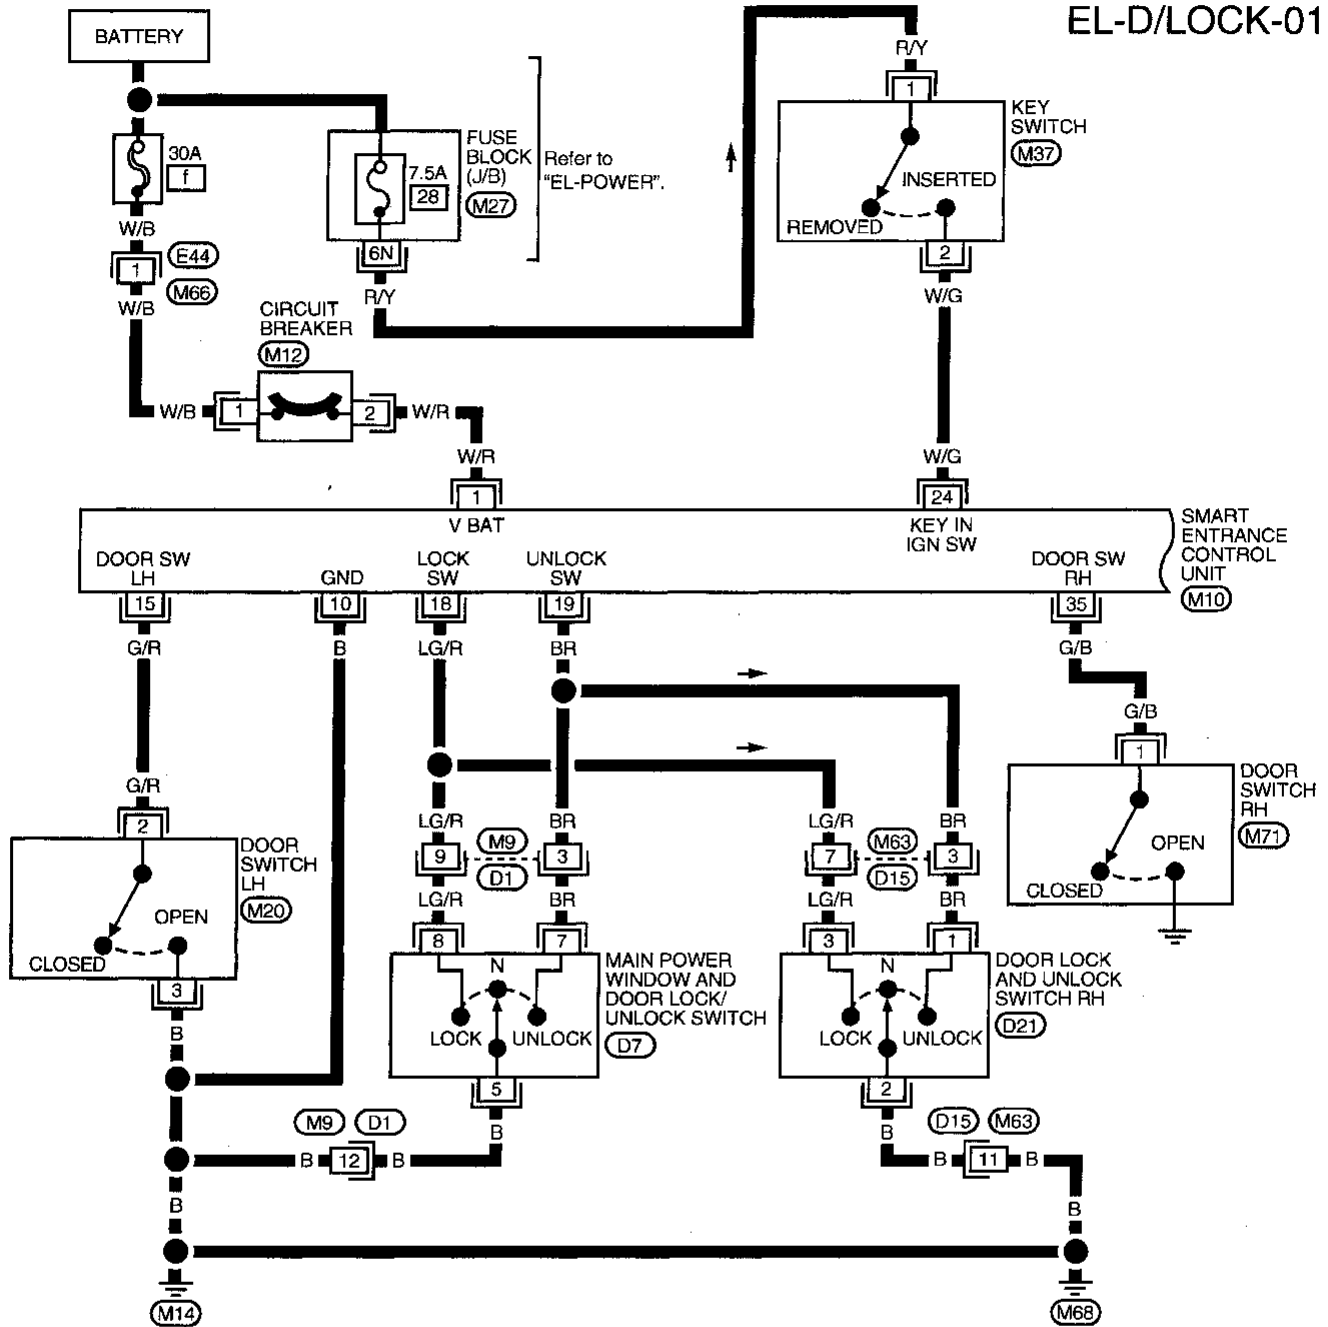 EL-D/LOCK-01
BATTERY
R/Y
1
KEY
SWITCH
M37
INSERTED
REMOVED
2
W/G
30A
f
FUSE
BLOCK
(J/B)
M27
7.5A
28
Refer to
"EL-POWER".
6N
R/Y
W/B
1
E44
M66
W/B
CIRCUIT
BREAKER
M12
W/B
1
2
W/R
W/R
W/G
1
24
V BAT
KEY IN
IGN SW
SMART
ENTRANCE
CONTROL
UNIT
M10
DOOR SW
LH
GND
LOCK
SW
UNLOCK
SW
DOOR SW
RH
15
10
18
19
35
G/R
B
LG/R
BR
G/B
G/B
1
DOOR
SWITCH
RH
M71
OPEN
CLOSED
G/R
2
DOOR
SWITCH
LH
M20
OPEN
CLOSED
3
B
LG/R
BR
LG/R
BR
9
M9
D1
3
7
M63
D15
3
LG/R
BR
LG/R
BR
8
7
3
1
N
LOCK
UNLOCK
MAIN POWER
WINDOW AND
DOOR LOCK/
UNLOCK SWITCH
D7
N
LOCK
UNLOCK
DOOR LOCK
AND UNLOCK
SWITCH RH
D21
5
2
B
B
M9
D1
D15
M63
B
12
B
B
11
B
B
B
M14
M68